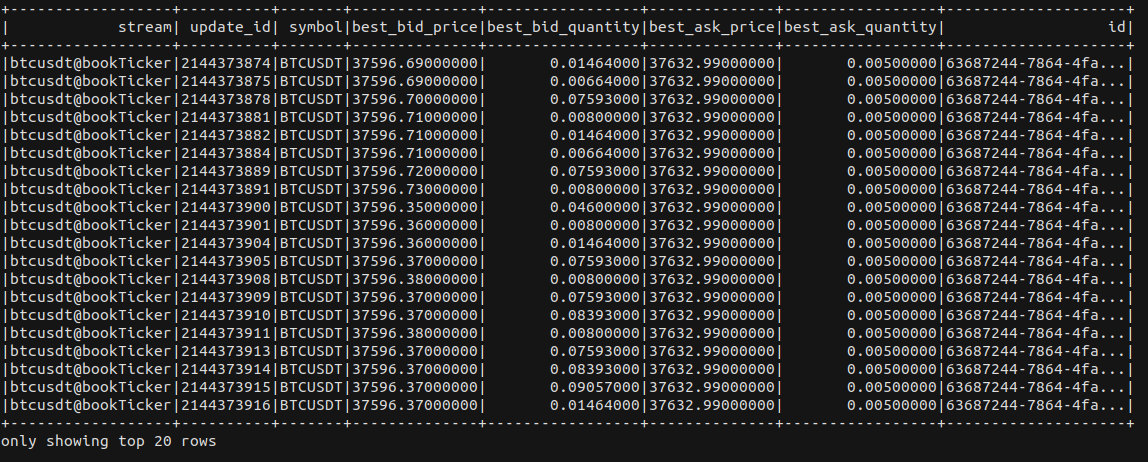 +-------------------+----------+-------+--------------+-----------------+--------------+-----------------+--------------------+
|             stream| update_id| symbol|best_bid_price|best_bid_quantity|best_ask_price|best_ask_quantity|                  id|
+-------------------+----------+-------+--------------+-----------------+--------------+-----------------+--------------------+
|btcusdt@bookTicker|2144373874|BTCUSDT|37596.69000000|       0.01464000|37632.99000000|       0.00500000|63687244-7864-4fa...|
|btcusdt@bookTicker|2144373875|BTCUSDT|37596.69000000|       0.00664000|37632.99000000|       0.00500000|63687244-7864-4fa...|
|btcusdt@bookTicker|2144373878|BTCUSDT|37596.70000000|       0.07593000|37632.99000000|       0.00500000|63687244-7864-4fa...|
|btcusdt@bookTicker|2144373881|BTCUSDT|37596.71000000|       0.00800000|37632.99000000|       0.00500000|63687244-7864-4fa...|
|btcusdt@bookTicker|2144373882|BTCUSDT|37596.71000000|       0.01464000|37632.99000000|       0.00500000|63687244-7864-4fa...|
|btcusdt@bookTicker|2144373884|BTCUSDT|37596.71000000|       0.00664000|37632.99000000|       0.00500000|63687244-7864-4fa...|
|btcusdt@bookTicker|2144373889|BTCUSDT|37596.72000000|       0.07593000|37632.99000000|       0.00500000|63687244-7864-4fa...|
|btcusdt@bookTicker|2144373891|BTCUSDT|37596.73000000|       0.00800000|37632.99000000|       0.00500000|63687244-7864-4fa...|
|btcusdt@bookTicker|2144373900|BTCUSDT|37596.35000000|       0.04600000|37632.99000000|       0.00500000|63687244-7864-4fa...|
|btcusdt@bookTicker|2144373901|BTCUSDT|37596.36000000|       0.00800000|37632.99000000|       0.00500000|63687244-7864-4fa...|
|btcusdt@bookTicker|2144373904|BTCUSDT|37596.36000000|       0.01464000|37632.99000000|       0.00500000|63687244-7864-4fa...|
|btcusdt@bookTicker|2144373905|BTCUSDT|37596.37000000|       0.07593000|37632.99000000|       0.00500000|63687244-7864-4fa...|
|btcusdt@bookTicker|2144373908|BTCUSDT|37596.38000000|       0.00800000|37632.99000000|       0.00500000|63687244-7864-4fa...|
|btcusdt@bookTicker|2144373909|BTCUSDT|37596.37000000|       0.07593000|37632.99000000|       0.00500000|63687244-7864-4fa...|
|btcusdt@bookTicker|2144373910|BTCUSDT|37596.37000000|       0.08393000|37632.99000000|       0.00500000|63687244-7864-4fa...|
|btcusdt@bookTicker|2144373911|BTCUSDT|37596.38000000|       0.00800000|37632.99000000|       0.00500000|63687244-7864-4fa...|
|btcusdt@bookTicker|2144373913|BTCUSDT|37596.37000000|       0.07593000|37632.99000000|       0.00500000|63687244-7864-4fa...|
|btcusdt@bookTicker|2144373914|BTCUSDT|37596.37000000|       0.08393000|37632.99000000|       0.00500000|63687244-7864-4fa...|
|btcusdt@bookTicker|2144373915|BTCUSDT|37596.37000000|       0.09057000|37632.99000000|       0.00500000|63687244-7864-4fa...|
|btcusdt@bookTicker|2144373916|BTCUSDT|37596.37000000|       0.01464000|37632.99000000|       0.00500000|63687244-7864-4fa...|
+-------------------+----------+-------+--------------+-----------------+--------------+-----------------+--------------------+
only showing top 20 rows